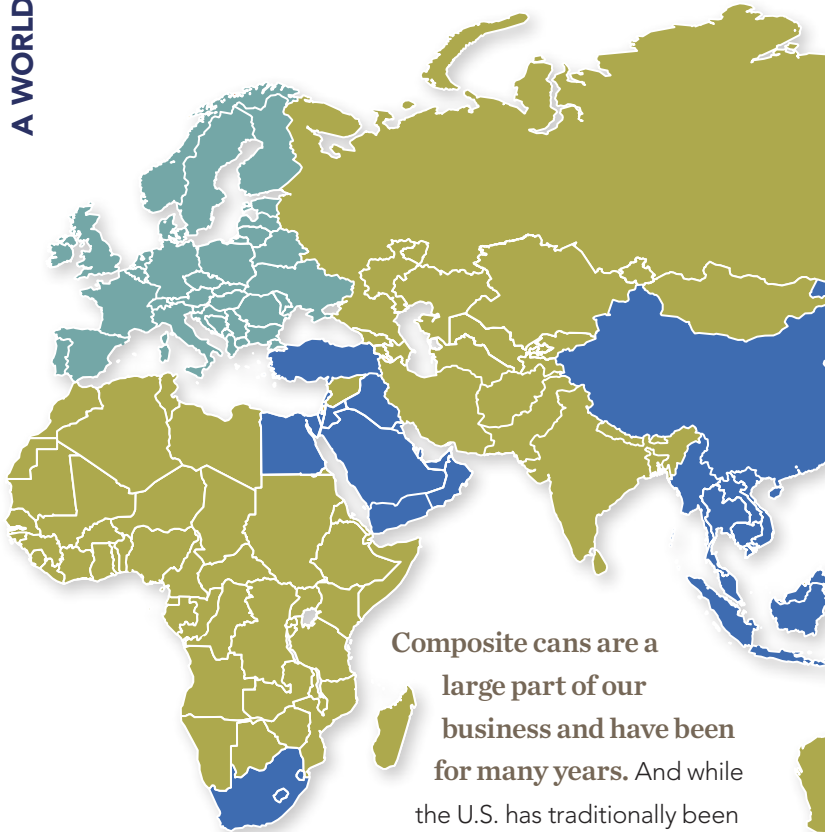 A WORLD
Composite cans are a
large part of our
business and have been
for many years. And while
the U.S. has traditionally been